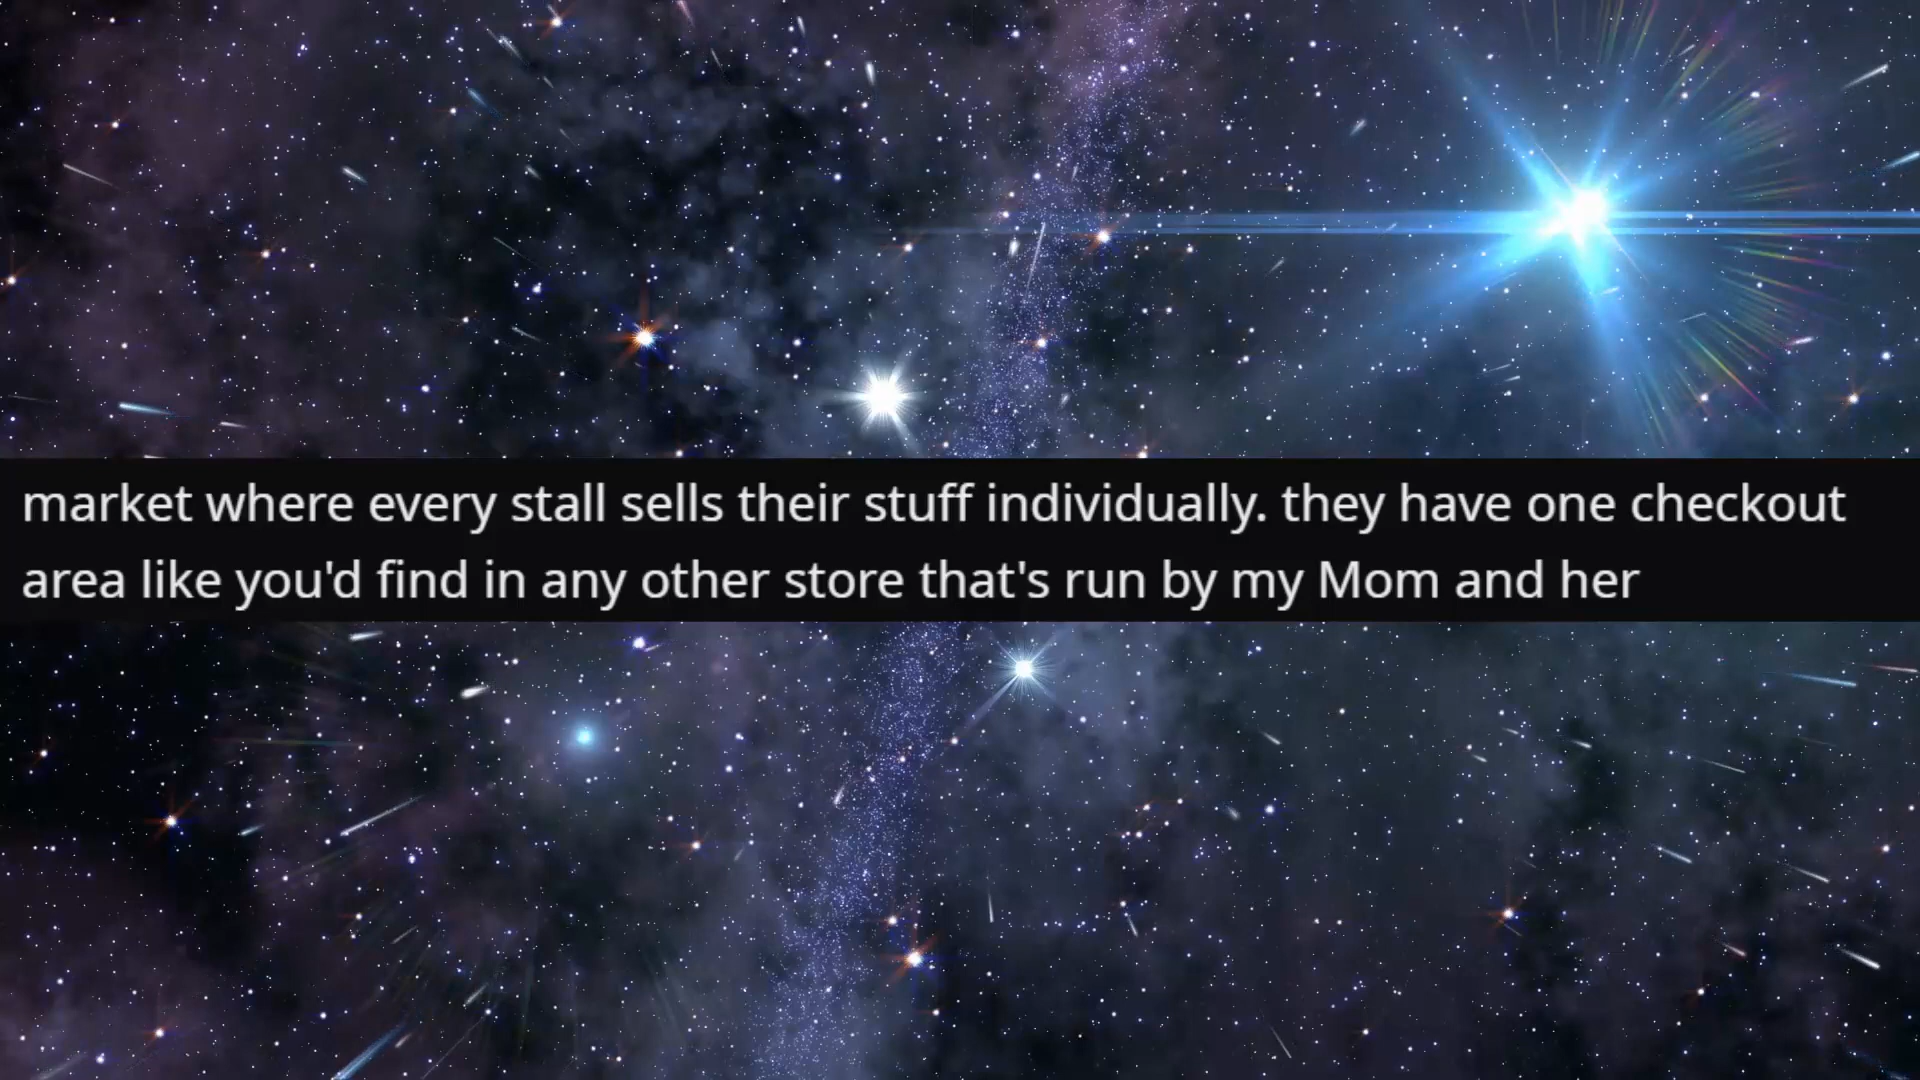 market where every stall sells their stuff individually. they have one checkout
area like you'd find in any other store that's run by my Mom and her